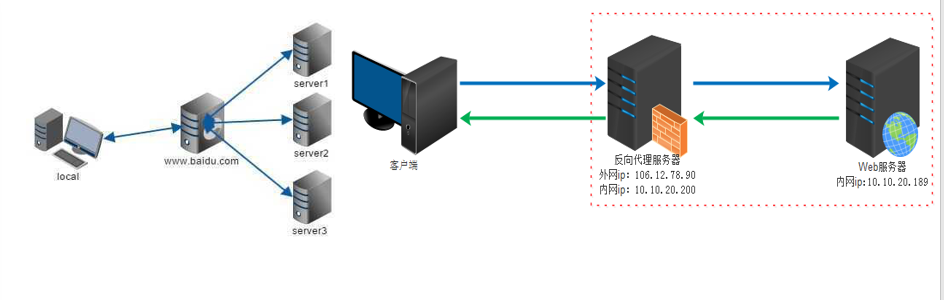 local
www.baidu.com
server1
server2
server3
客户端
反向代理服务器
外网ip: 106.12.78.90
内网ip: 10.10.20.200
Web服务器
内网ip:10.10.20.189